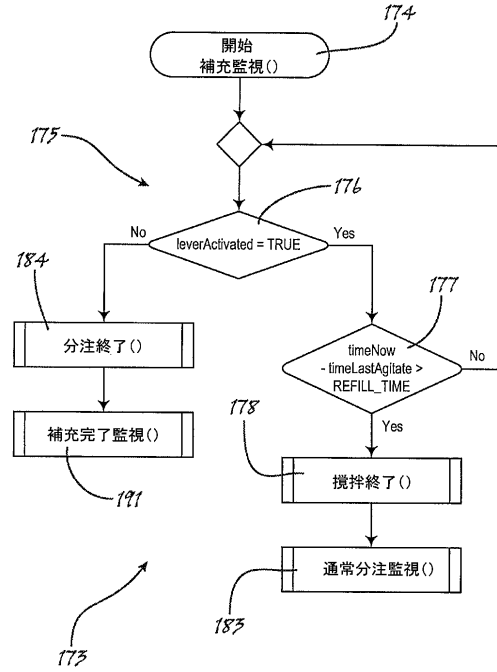 174
開始
補充監視()
175
176
No
leverActivated = TRUE
Yes
184
177
分注終了()
timeNow
- timeLastAgitate >
REFILL_TIME
No
178
Yes
補充完了監視()
191
攪拌終了()
通常分注監視()
183
173